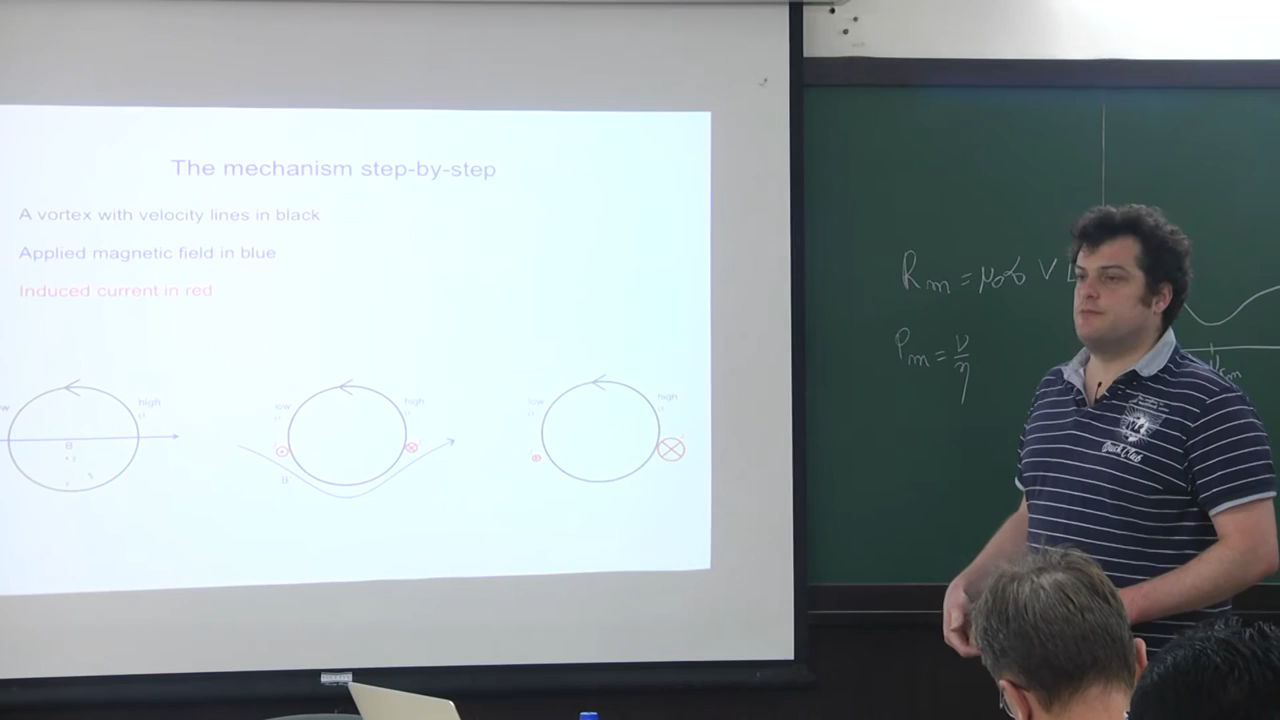 The mechanism step-by-step
A vortex with velocity lines in black
Applied magnetic field in blue
Induced current in red
high
low
high
low
high
B
B
Rm = μ0σ V L
Pm = ν/η